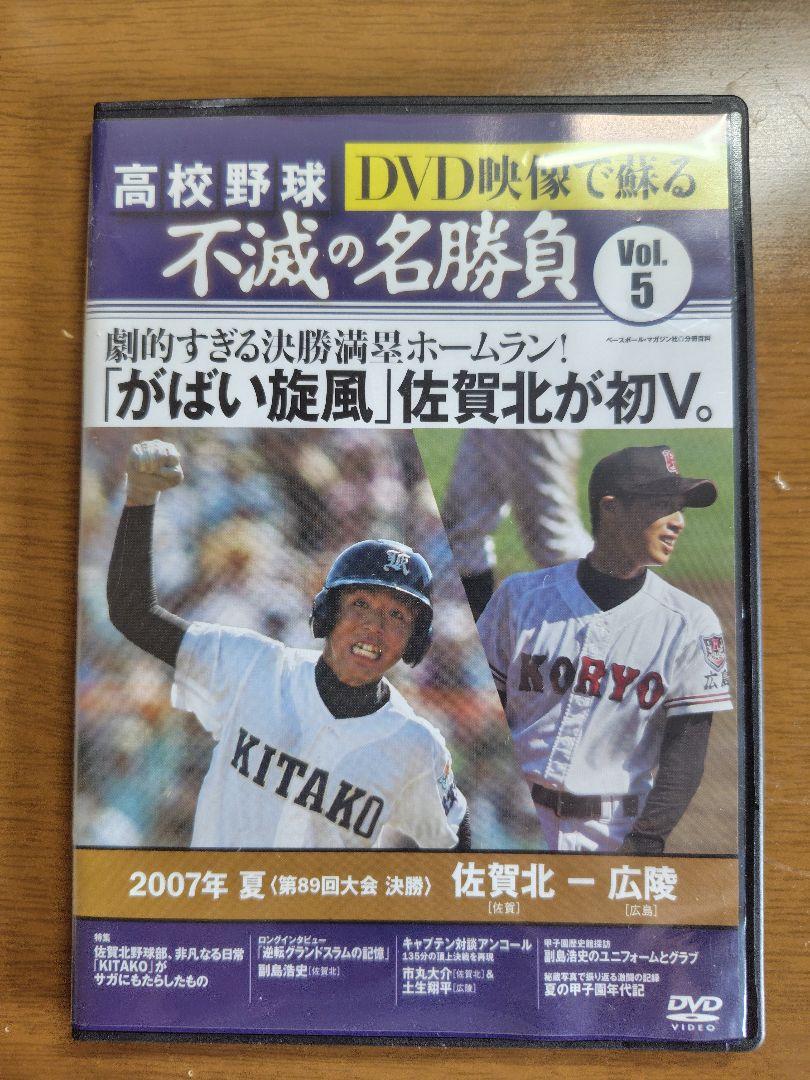 高校野球
DVD映像で蘇る
不滅の名勝負
Vol.
5
ベースボール・マガジン社の分冊百科
劇的すぎる決勝満塁ホームラン!
「がばい旋風」佐賀北が初V。
K
H
KITAKO
KORYO
広島
2007年 夏〈第89回大会 決勝〉 佐賀北 ー 広陵
[佐賀]
[広島]
特集
佐賀北野球部、非凡なる日常
「KITAKO」が
サガにもたらしたもの
ロングインタビュー
「逆転グランドスラムの記憶」
副島浩史[佐賀北]
キャプテン対談アンコール
135分の頂上決戦を再現
市丸大介[佐賀北]&
土生翔平[広陵]
甲子園歴史館探訪
副島浩史のユニフォームとグラブ
秘蔵写真で振り返る激闘の記録
夏の甲子園年代記
DVD
VIDEO